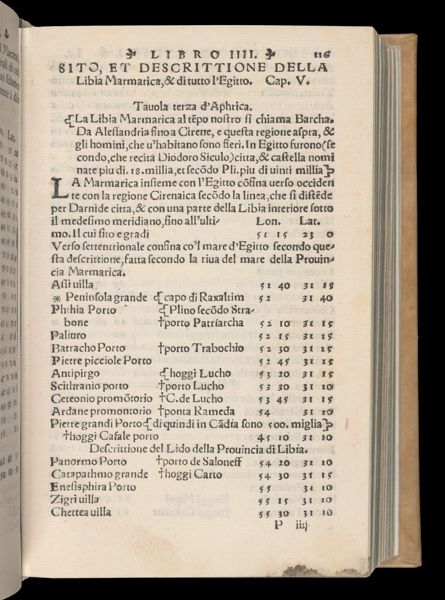 LIBRO IIII. 116
SITO, ET DESCRITTIONE DELLA
Libia Marmarica, & di tutto l'Egitto. Cap. V.
Tauola terza d'Aphrica.
La Libia Marmarica al tẽpo nostro si chiama Barcha.
Da Alessandria sino a Cirene, e questa regione aspra, &
gli homini, che u'habitano sono fieri. In Egitto furono (se
condo, che recita Diodoro Siculo) citta, & castella nomi
nate piu di. 18. millia, et secõdo Pli. piu di uinti millia
LA Marmarica insieme con l'Egitto cõfina uerso occiden
te con la regione Cirenaica secõdo la linea, che si distẽde
per Darnide citta, & con una parte della Libia interiore sotto
il medesimo meridiano, fino all'ulti- Lon. Lat.
mo. Il cui sito e gradi 51 15 23 0
Verso settentrionale confina co'l mare d'Egitto secondo que-
sta descrittione, fatta secondo la riua del mare della Prouin-
cia Marmarica.
Asli uilla 51 40 31 15
Peninsola grande capo di Raxaltim 52 31 40
Phthia Porto Plino secõdo Stra-
bone †porto Patriarcha 52 10 31 15
Paliuro 52 15 31 15
Batracho Porto †porto Trabochio 52 30 31 15
Pietre picciole Porto 52 45 31 15
Antipirgo hoggi Lucho 53 20 31 15
Scithranio porto †porto Lucho 53 30 31 10
Ceteonio promõtorio †C. de Lucho 53 45 31 15
Ardane promontorio †ponta Rameda 54 31 10
Pietre grandi Porto di quindi in Cãdia sono 500. miglia
†hoggi Casale porto 45 10 31 10
Descrittione del Lido della Prouincia di Libia.
Panormo Porto †porto de Saloneff 54 20 31 10
Catapathmo grande †hoggi Carto 54 30 31 15
Enesisphira Porto 55 31 10
Zigri uilla 55 15 31 10
Chettea uilla 55 30 31 10
P iiij